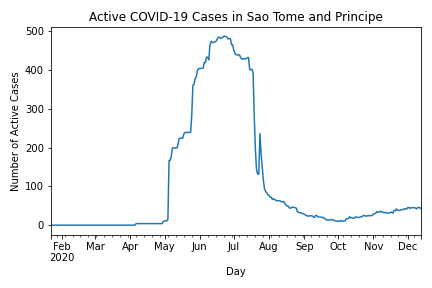 Active COVID-19 Cases in Sao Tome and Principe
500
400
300
200
100
0
Number of Active Cases
Feb Mar Apr May Jun Jul Aug Sep Oct Nov Dec
2020
Day